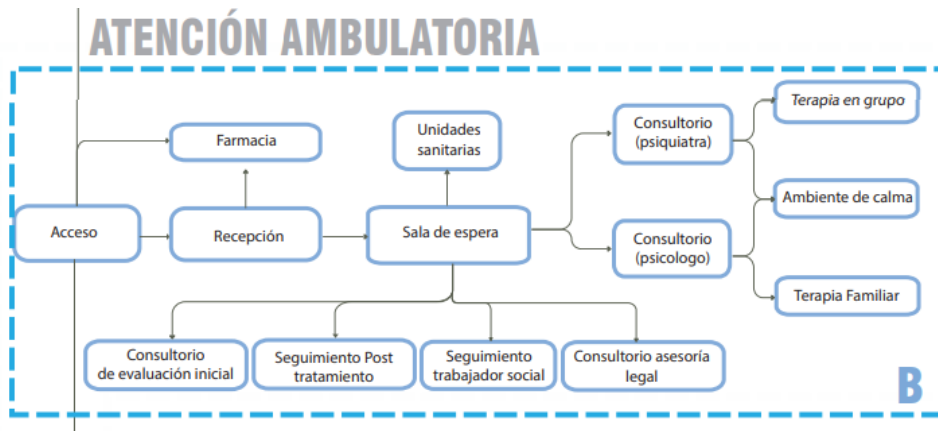 ATENCIÓN AMBULATORIA
Farmacia
Unidades
sanitarias
Consultorio
(psiquiatra)
Terapia en grupo
Acceso
Recepción
Sala de espera
Consultorio
(psicologo)
Ambiente de calma
Terapia Familiar
Consultorio
de evaluación inicial
Seguimiento Post
tratamiento
Seguimiento
trabajador social
Consultorio asesoría
legal
B